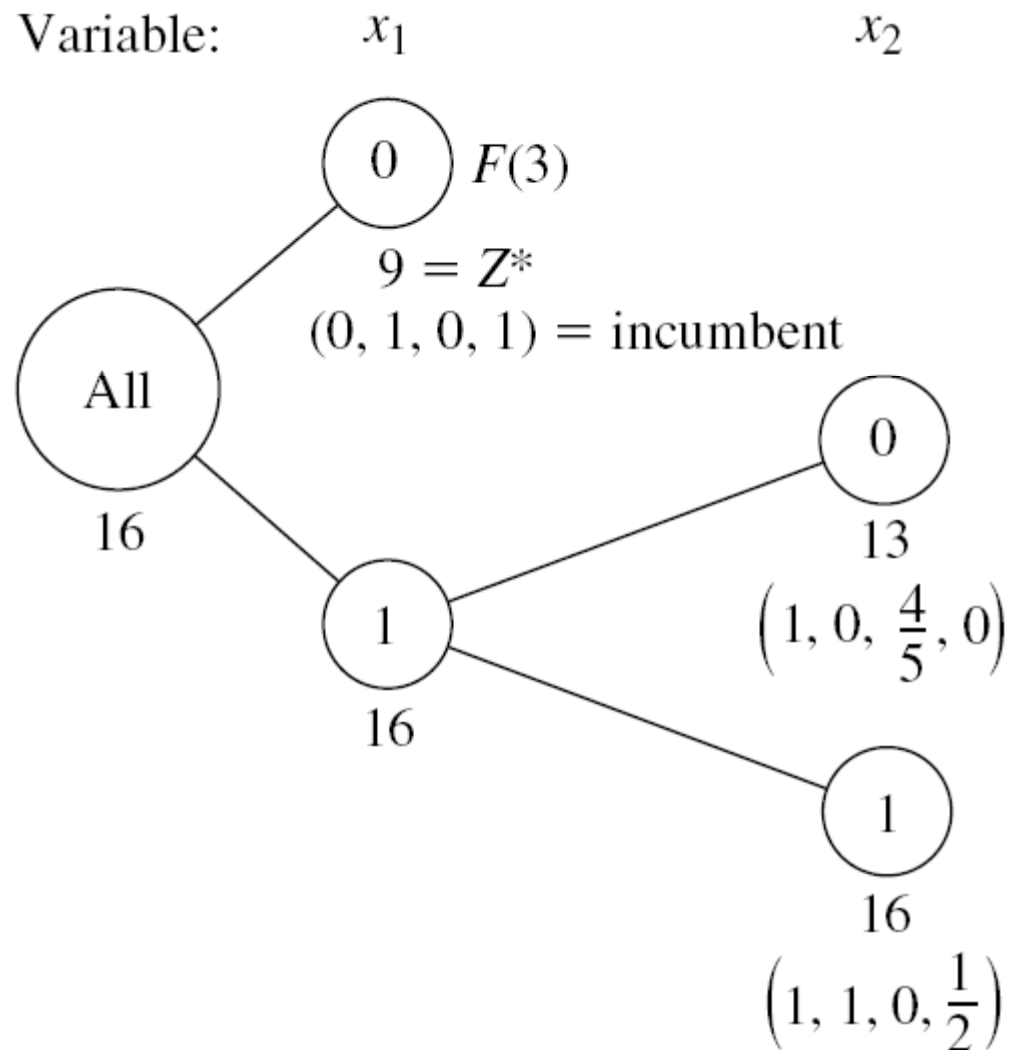 Variable: x₁ x₂
0 F(3)
9 = Z*
(0, 1, 0, 1) = incumbent
All
0
16
13
(1, 0, 4/5, 0)
1
16
1
16
(1, 1, 0, 1/2)